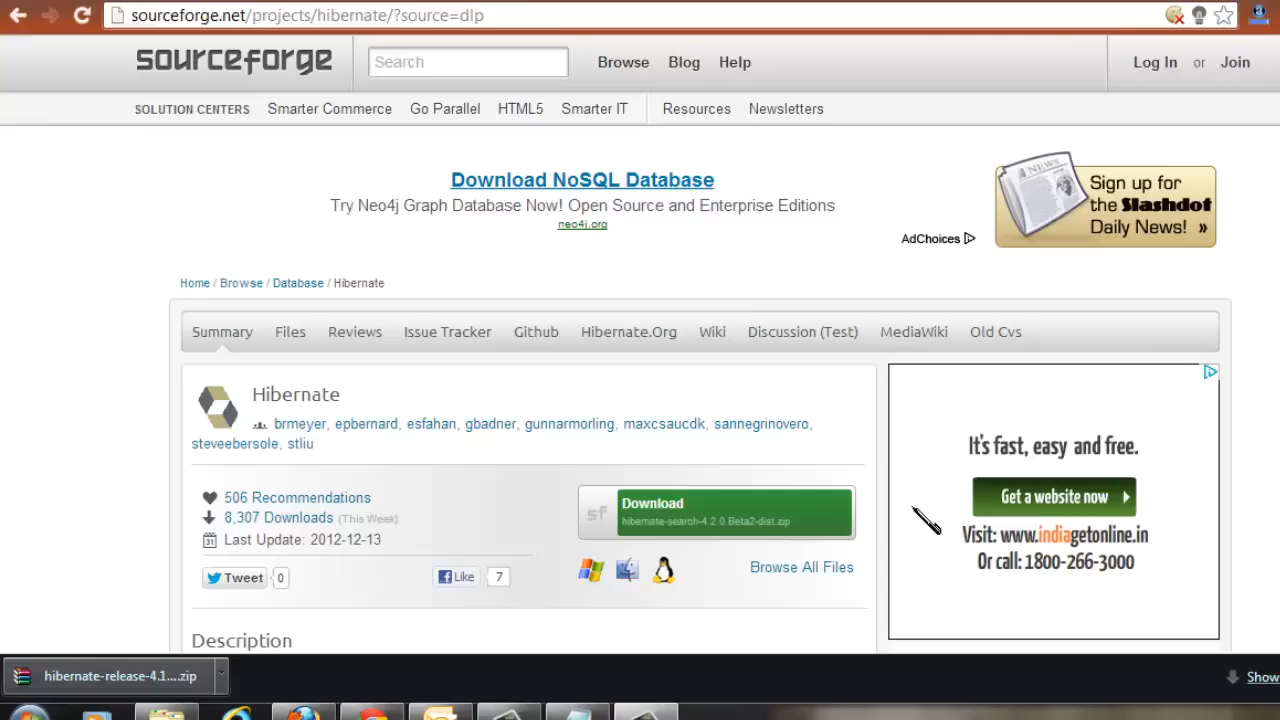 sourceforge.net/projects/hibernate/?source=dlp
sourceforge
Search
Browse Blog Help
Log In or Join
SOLUTION CENTERS Smarter Commerce Go Parallel HTML5 Smarter IT Resources Newsletters
Download NoSQL Database
Try Neo4j Graph Database Now! Open Source and Enterprise Editions
neo4j.org
AdChoices
NEWS
Sign up for
the Slashdot
Daily News! »
Home / Browse / Database / Hibernate
Summary Files Reviews Issue Tracker Github Hibernate.Org Wiki Discussion (Test) MediaWiki Old Cvs
Hibernate
brmeyer, epbernard, esfahan, gbadner, gunnarmorling, maxcsaucdk, sannegrinovero,
steveebersole, stliu
506 Recommendations
8,307 Downloads (This Week)
Last Update: 2012-12-13
Tweet 0
Like 7
sf
Download
hibernate-search-4.2.0.Beta2-dist.zip
Browse All Files
It's fast, easy and free.
Get a website now
Visit: www.indiagetonline.in
Or call: 1800-266-3000
Description
hibernate-release-4.1....zip
Show